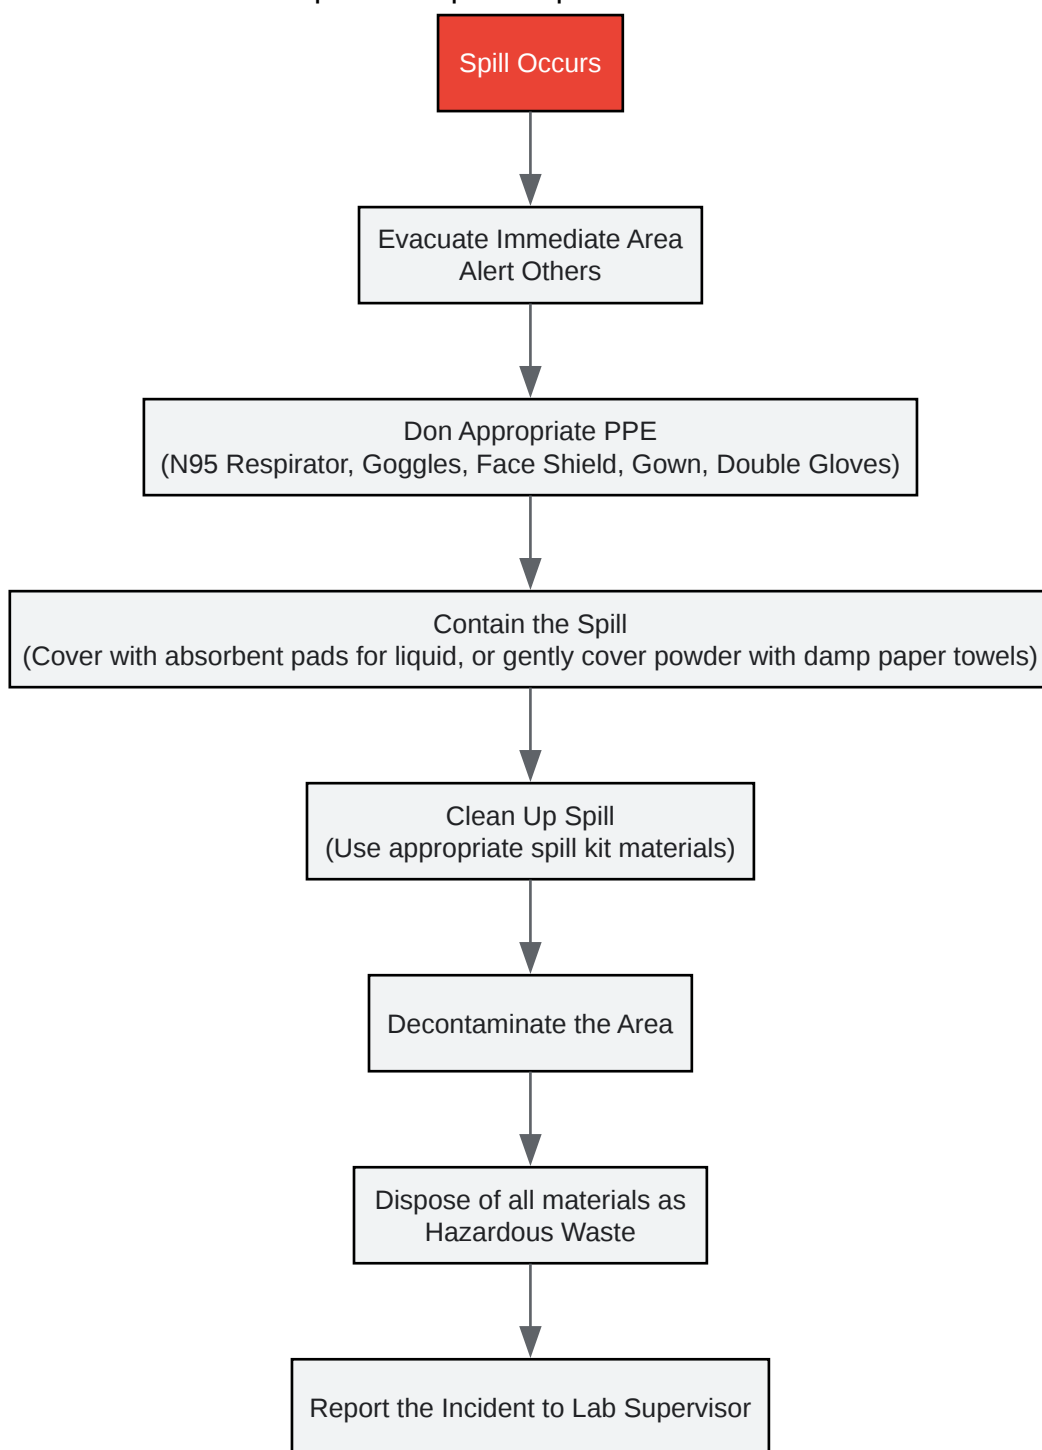 Spill Occurs
Evacuate Immediate Area
Alert Others
Don Appropriate PPE
(N95 Respirator, Goggles, Face Shield, Gown, Double Gloves)
Contain the Spill
(Cover with absorbent pads for liquid, or gently cover powder with damp paper towels)
Clean Up Spill
(Use appropriate spill kit materials)
Decontaminate the Area
Dispose of all materials as
Hazardous Waste
Report the Incident to Lab Supervisor